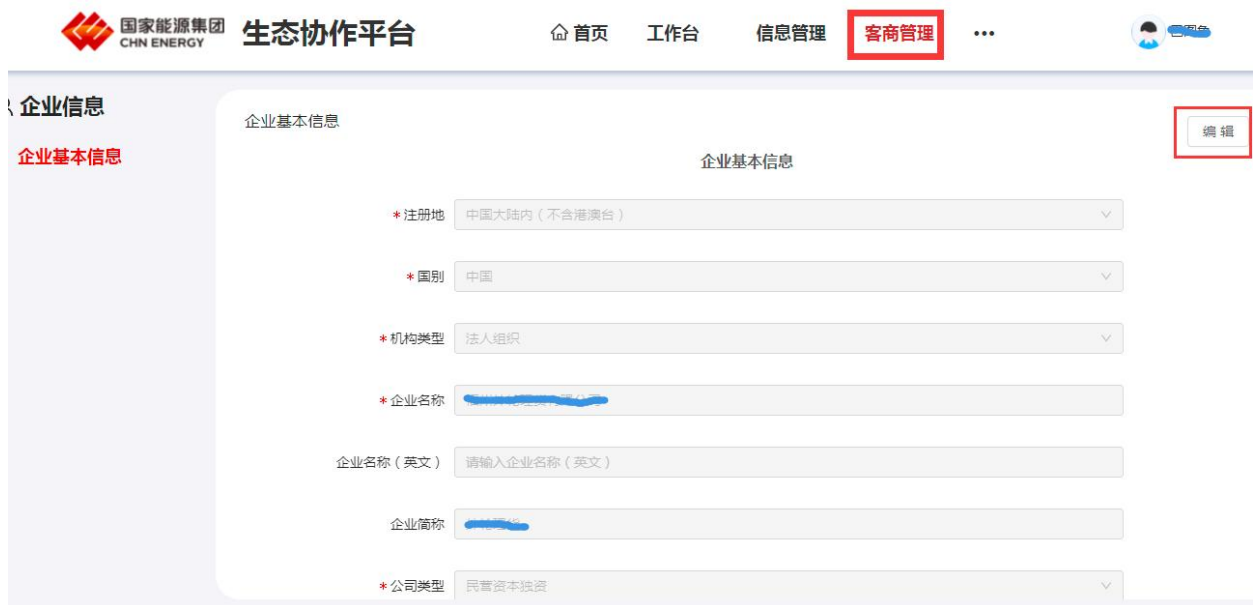 国家能源集团
CHN ENERGY
生态协作平台
首页
工作台
信息管理
客商管理
•••
企业信息
企业基本信息
企业基本信息
编 辑
企业基本信息
*注册地 中国大陆内（不含港澳台）
*国别 中国
*机构类型 法人组织
*企业名称
企业名称（英文） 请输入企业名称（英文）
企业简称
*公司类型 民营资本独资